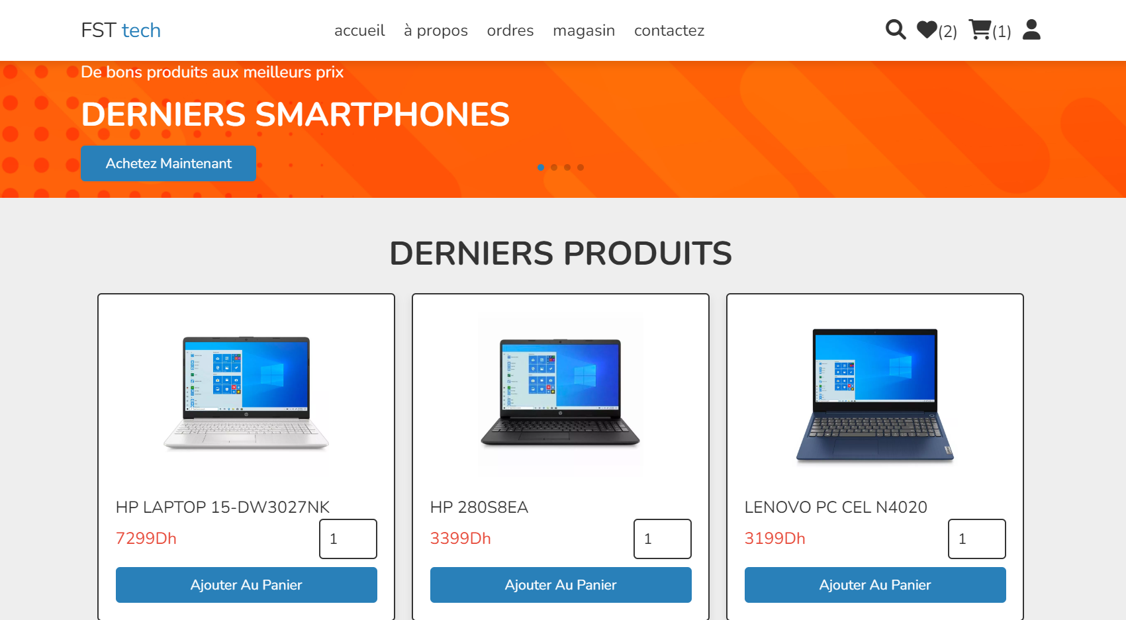 FST tech
accueil à propos ordres magasin contactez
(2) (1)
De bons produits aux meilleurs prix
DERNIERS SMARTPHONES
Achetez Maintenant
DERNIERS PRODUITS
HP LAPTOP 15-DW3027NK
7299Dh
1
Ajouter Au Panier
HP 280S8EA
3399Dh
1
Ajouter Au Panier
LENOVO PC CEL N4020
3199Dh
1
Ajouter Au Panier